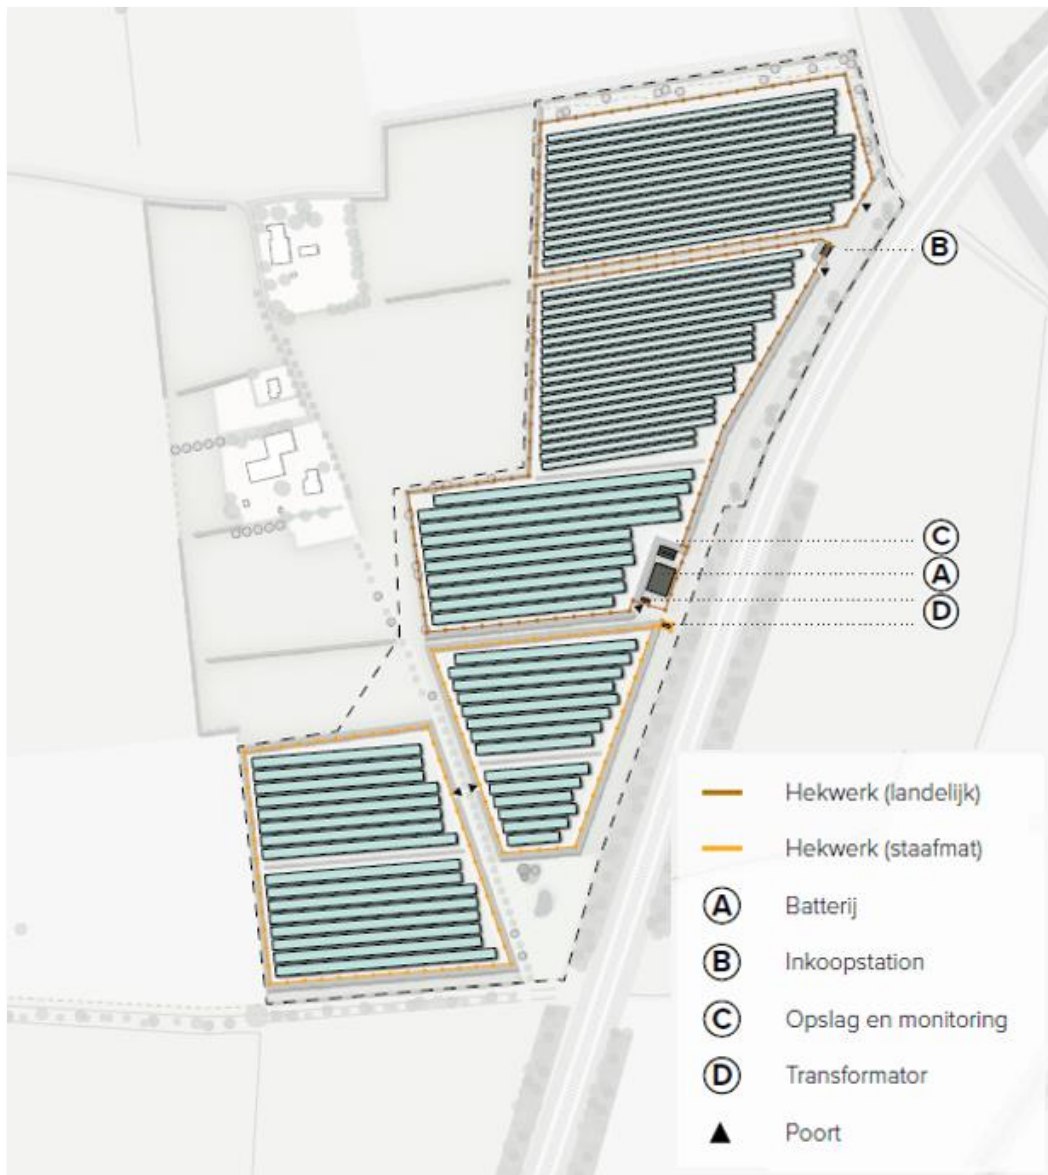 B
C
A
D
Hekwerk (landelijk)
Hekwerk (staafmat)
A Batterij
B Inkoopstation
C Opslag en monitoring
D Transformator
Poort